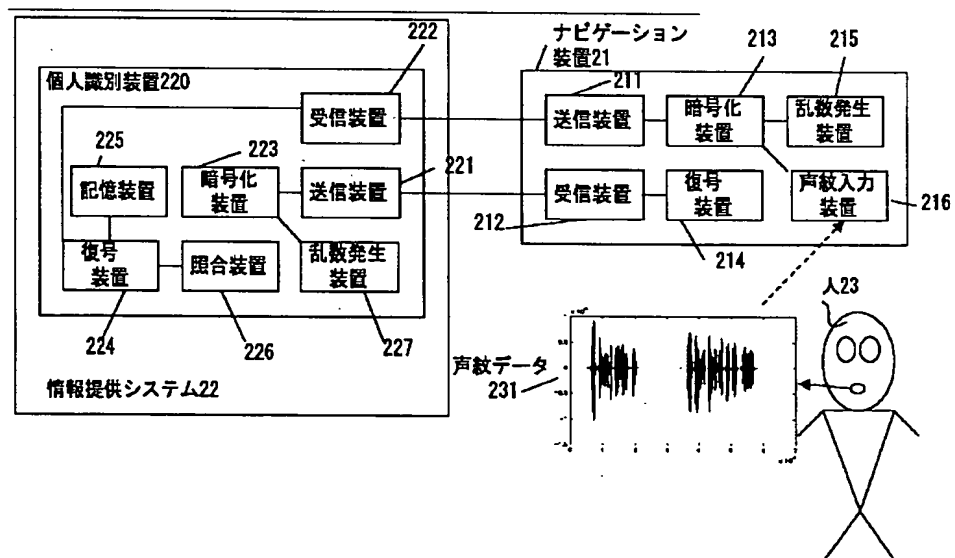 222
個人識別装置220
受信装置
225
223
221
記憶装置
暗号化
装置
送信装置
復号
装置
照合装置
乱数発生
装置
224
226
227
情報提供システム22
ナビゲーション
装置21
211
213
215
送信装置
暗号化
装置
乱数発生
装置
受信装置
復号
装置
声紋入力
装置
212
214
216
人23
声紋データ
231